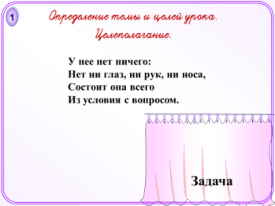 1
Определение темы и целей урока.
Целеполагание.
У нее нет ничего:
Нет ни глаз, ни рук, ни носа,
Состоит она всего
Из условия с вопросом.
Задача